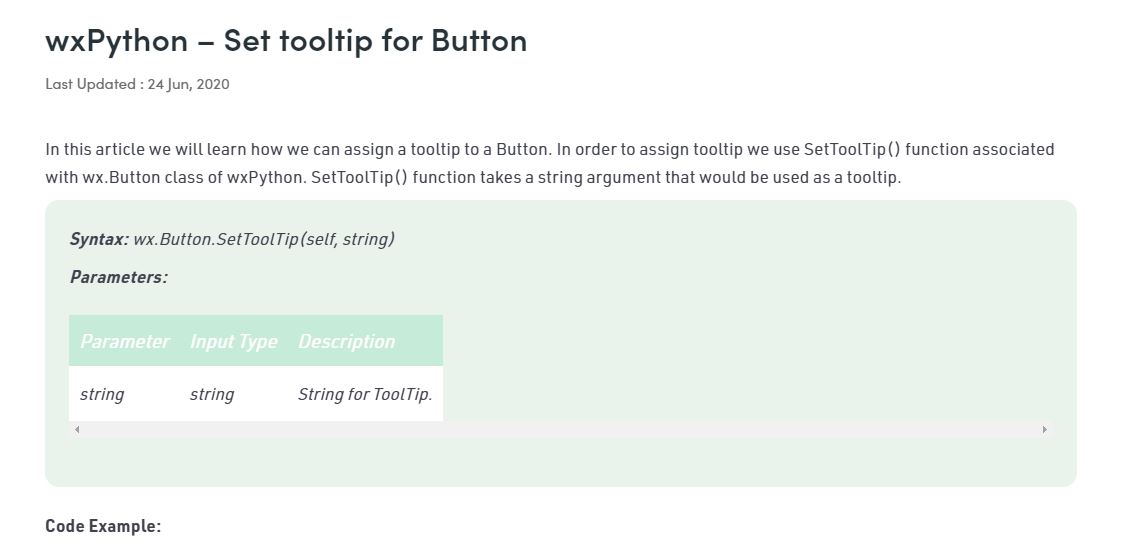 wxPython – Set tooltip for Button
Last Updated : 24 Jun, 2020
In this article we will learn how we can assign a tooltip to a Button. In order to assign tooltip we use SetToolTip() function associated
with wx.Button class of wxPython. SetToolTip() function takes a string argument that would be used as a tooltip.
Syntax: wx.Button.SetToolTip(self, string)
Parameters:
Parameter Input Type Description
string string String for ToolTip.
Code Example: